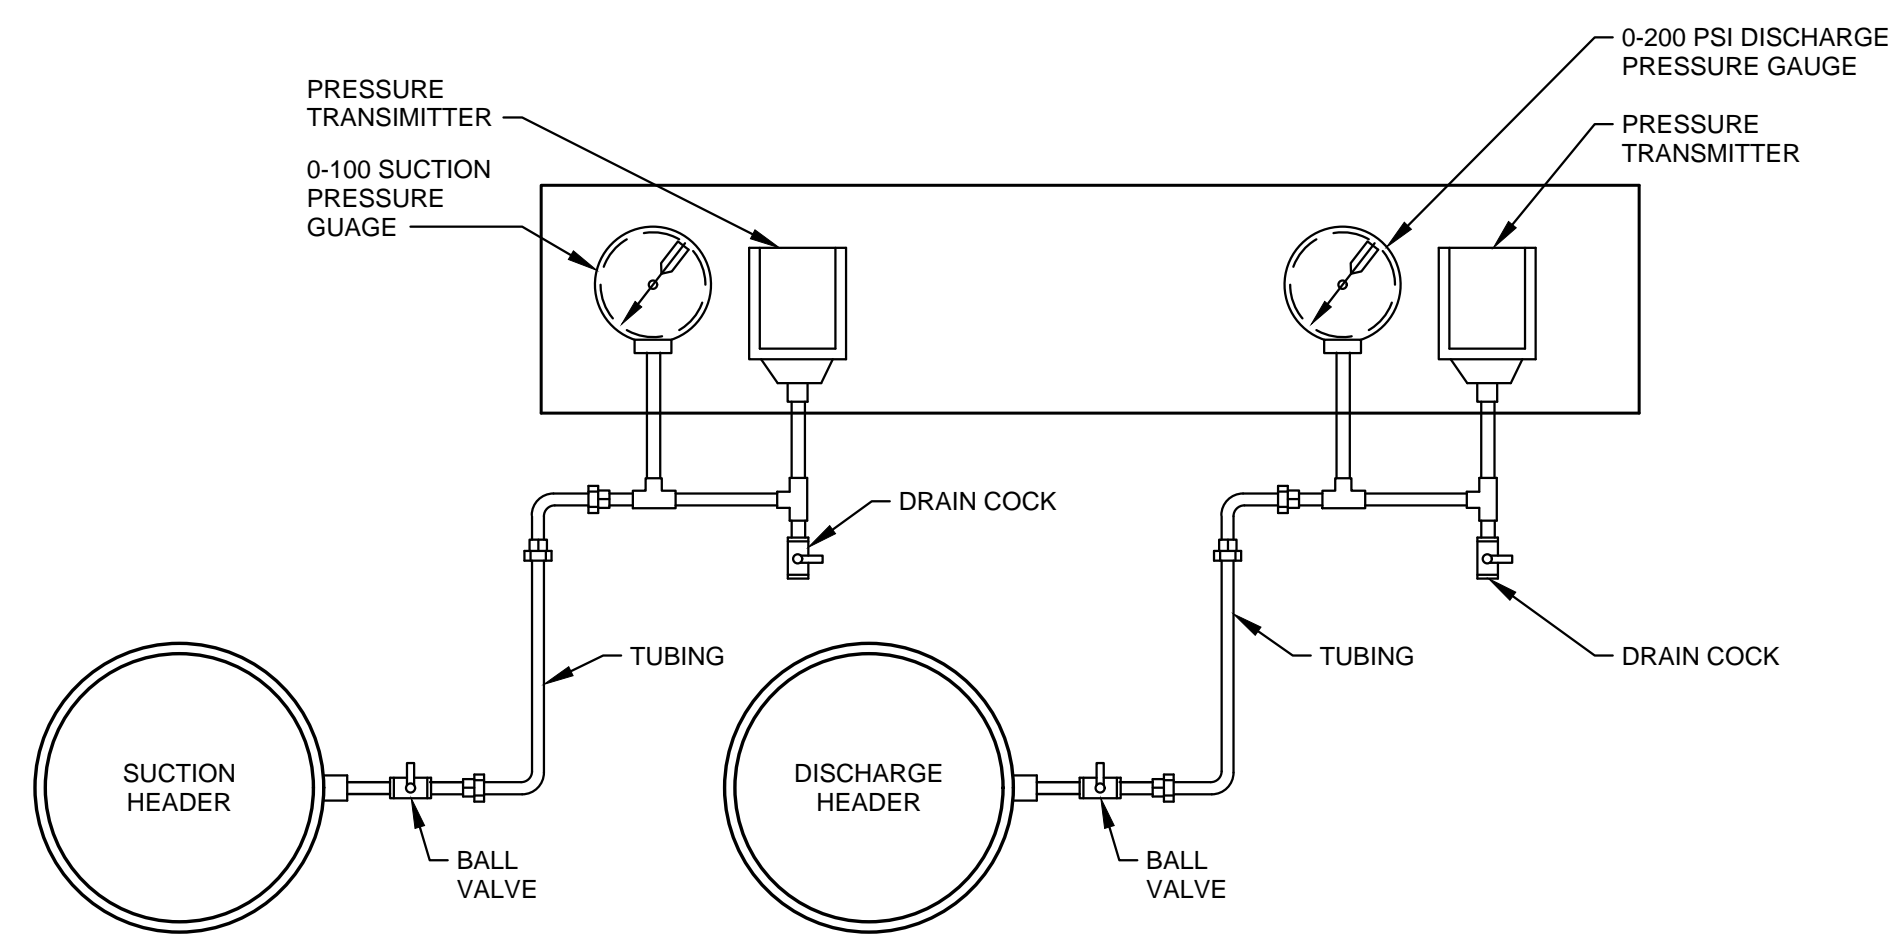 0-200 PSI DISCHARGE
PRESSURE GAUGE
PRESSURE
TRANSIMITTER
PRESSURE
TRANSMITTER
0-100 SUCTION
PRESSURE
GUAGE
DRAIN COCK
TUBING
TUBING
DRAIN COCK
SUCTION
HEADER
DISCHARGE
HEADER
BALL
VALVE
BALL
VALVE